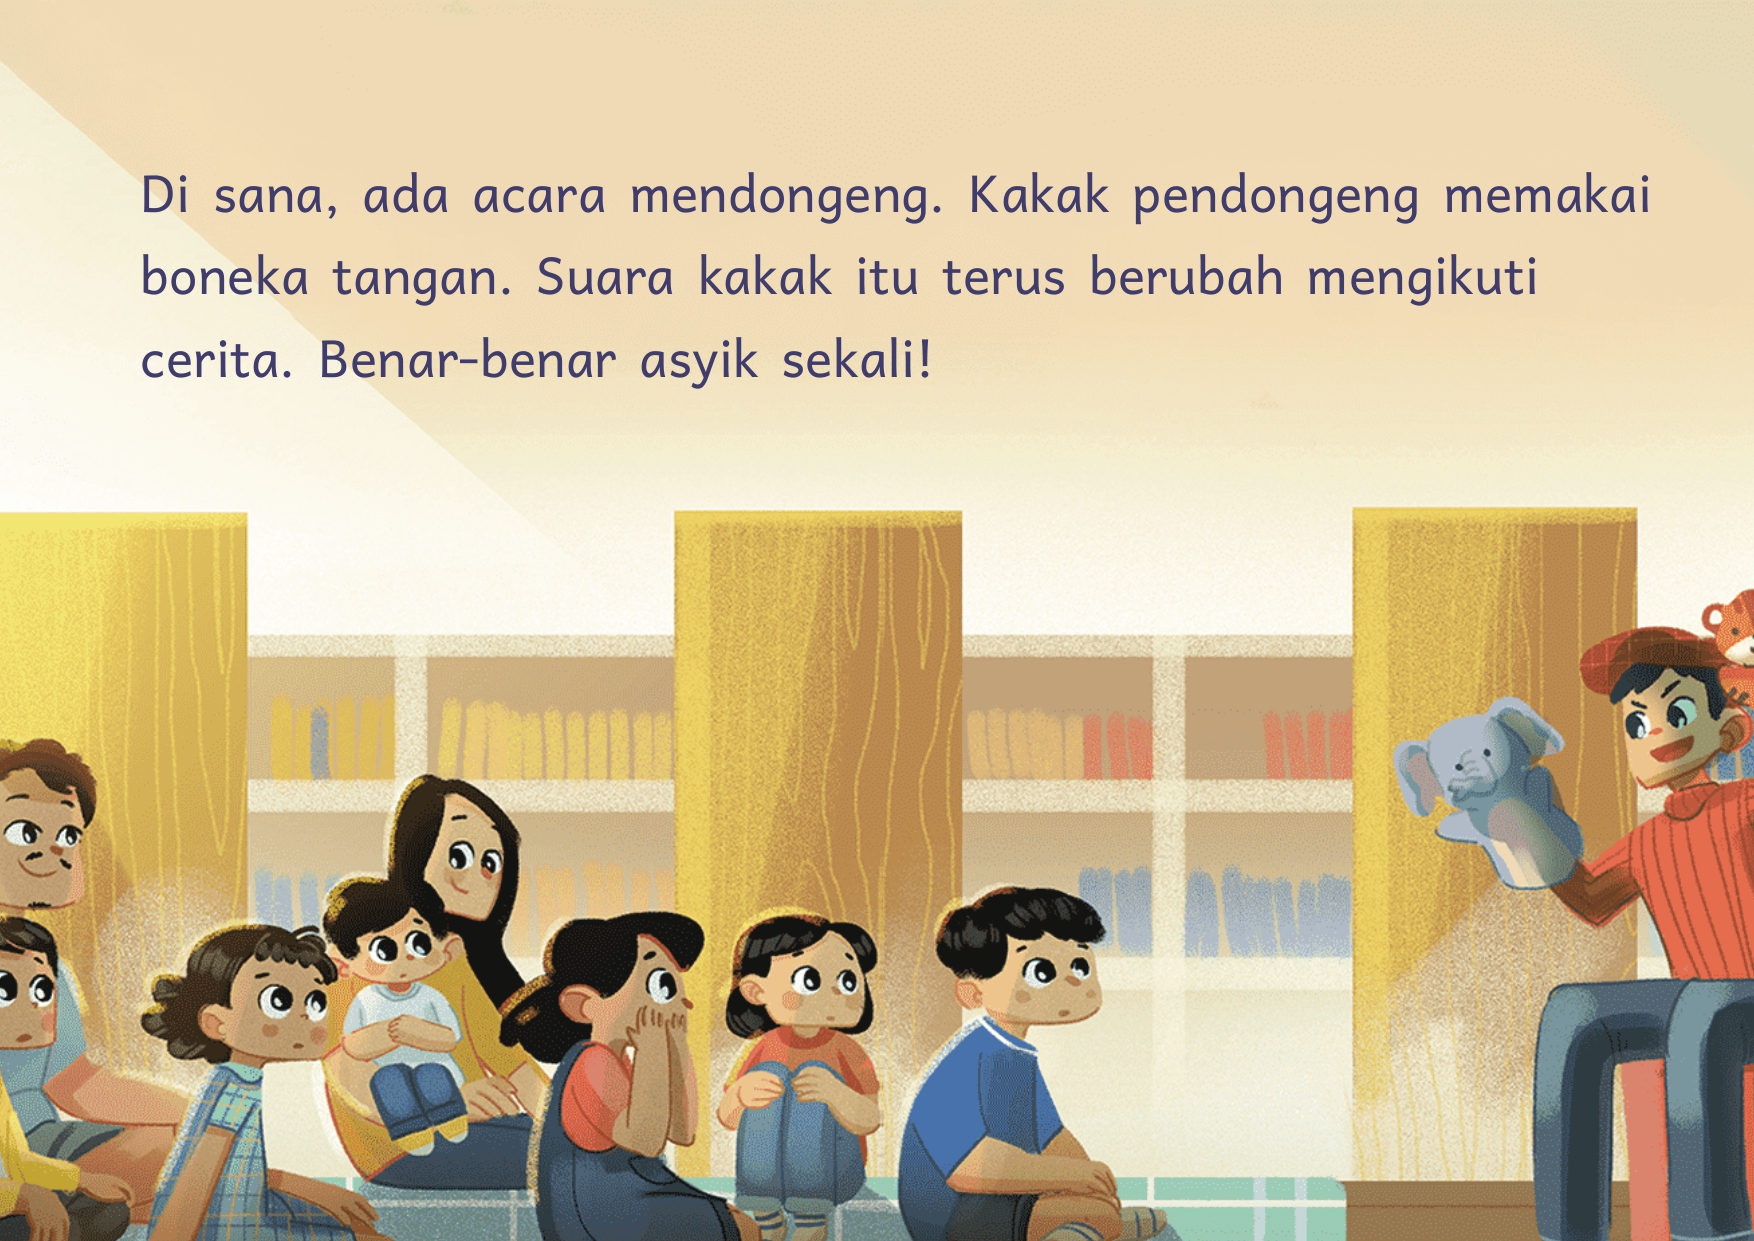 Di sana, ada acara mendongeng. Kakak pendongeng memakai
boneka tangan. Suara kakak itu terus berubah mengikuti
cerita. Benar-benar asyik sekali!